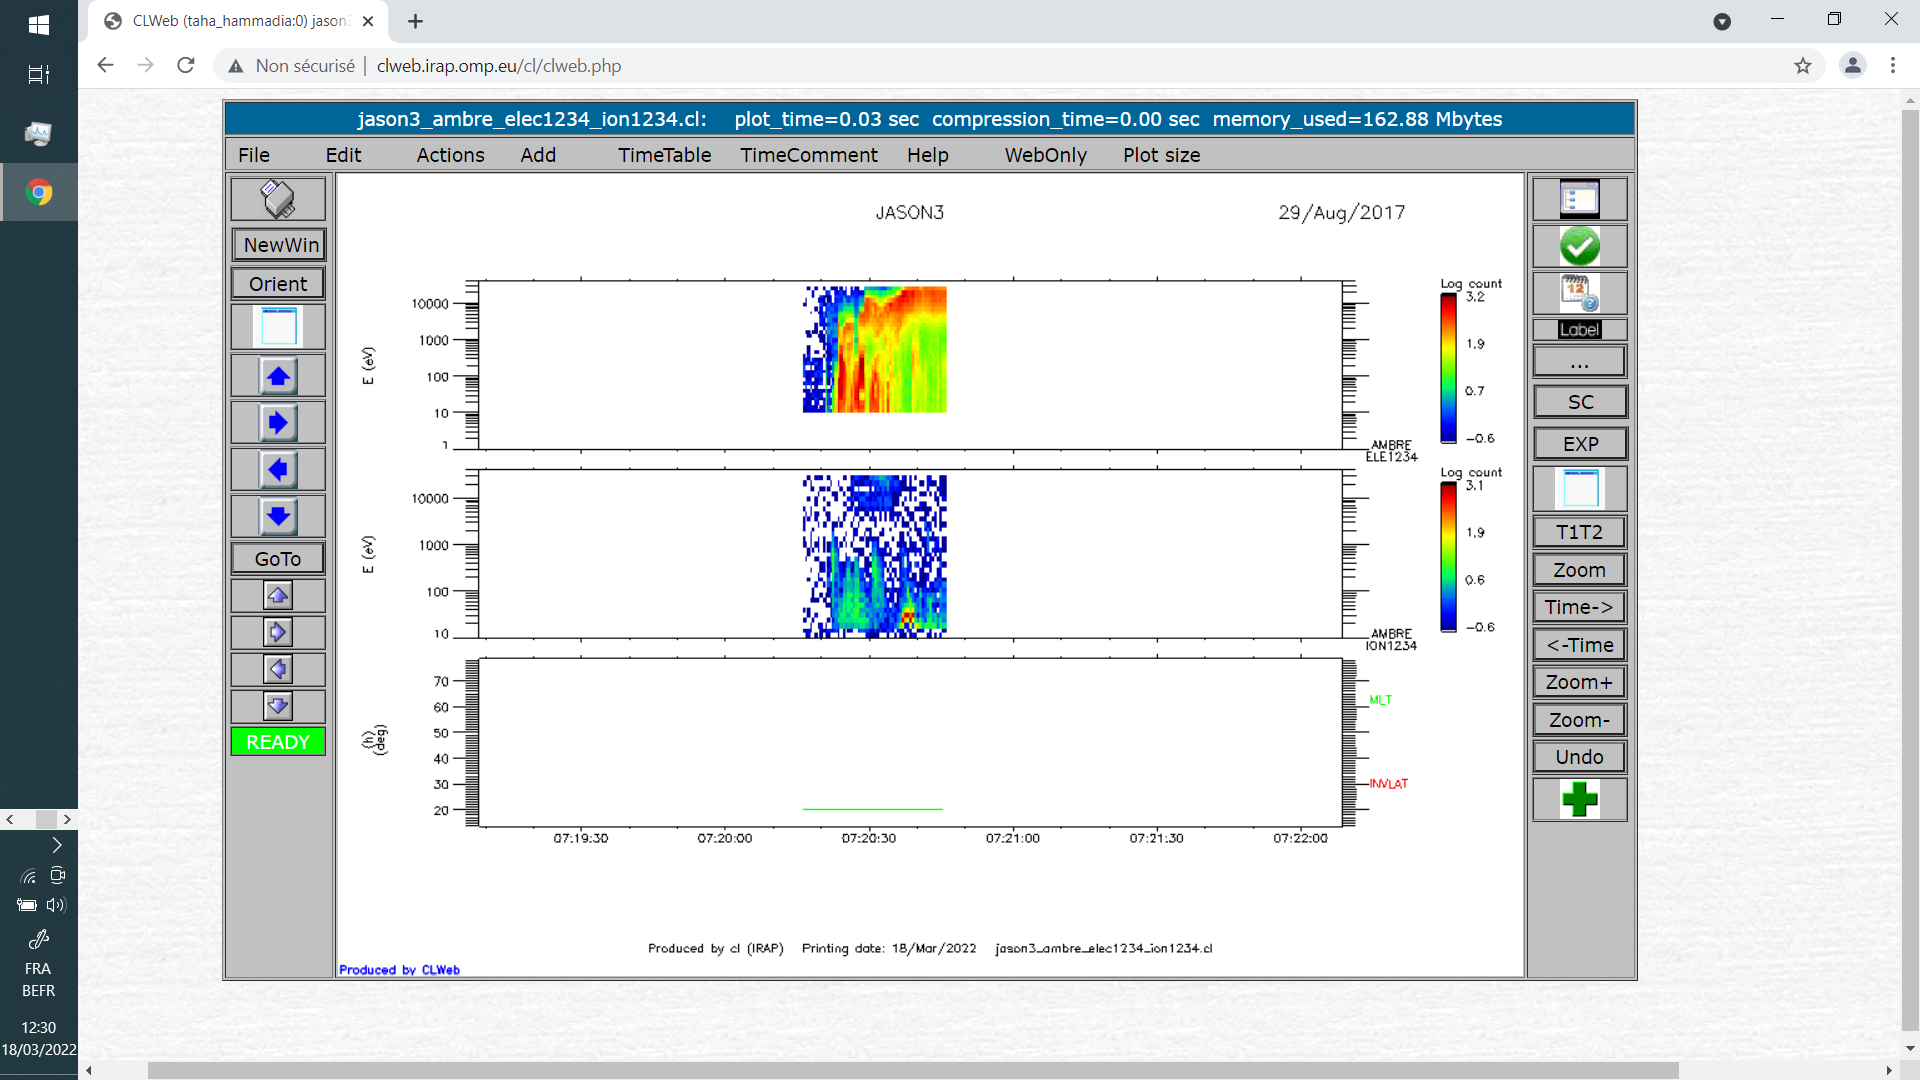 CLWeb (taha_hammadia:0) jason3
Non sécurisé | clweb.irap.omp.eu/cl/clweb.php
jason3_ambre_elec1234_ion1234.cl: plot_time=0.03 sec compression_time=0.00 sec memory_used=162.88 Mbytes
File Edit Actions Add TimeTable TimeComment Help WebOnly Plot size
NewWin
Orient
GoTo
READY
JASON3 29/Aug/2017
10000
1000
100
10
1
E (eV)
AMBRE
ELE1234
Log count
3.2
1.9
0.7
-0.6
10000
1000
100
10
E (eV)
AMBRE
ION1234
Log count
3.1
1.9
0.6
-0.6
70
60
50
40
30
20
(h)
(deg)
MLT
INVLAT
07:19:30 07:20:00 07:20:30 07:21:00 07:21:30 07:22:00
Produced by cl (IRAP) Printing date: 18/Mar/2022 jason3_ambre_elec1234_ion1234.cl
Produced by CLWeb
12
Label
...
SC
EXP
T1T2
Zoom
Time->
<-Time
Zoom+
Zoom-
Undo
FRA
BEFR
12:30
18/03/2022